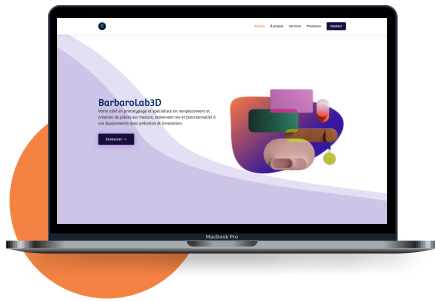 Accueil À propos Services Processus Contact
BarbaroLab3D
Votre allié en prototypage et spécialiste en remplacement et
création de pièces sur mesure, redonnant vie et fonctionnalité à
vos équipements avec précision et innovation.
Contacter →
Macbook Pro